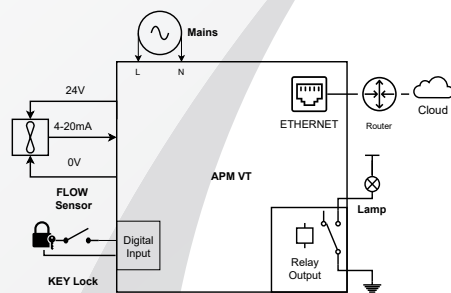 Mains
L
N
24V
4-20mA
0V
FLOW
Sensor
KEY Lock
Digital
Input
APM VT
ETHERNET
Router
Cloud
Lamp
Relay
Output